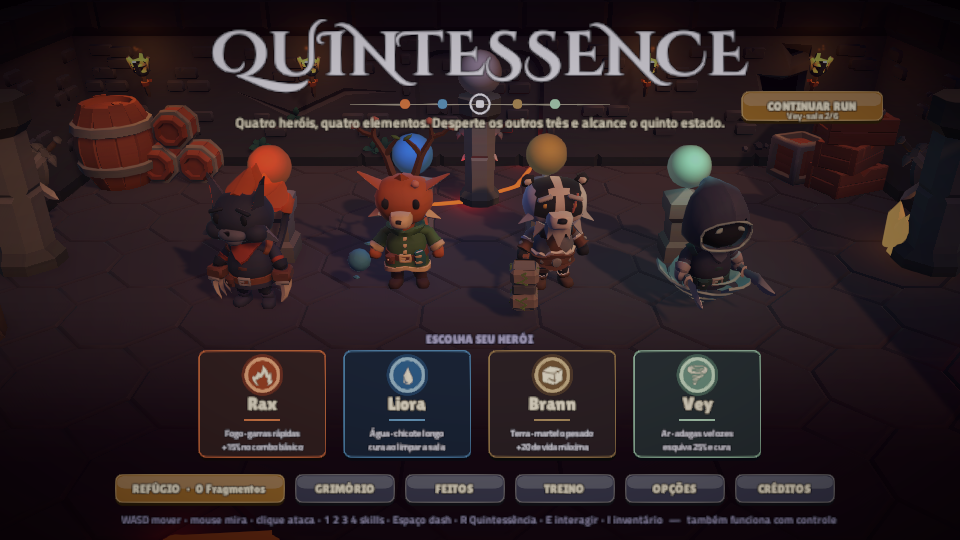 QUINTESSENCE
Quatro heróis, quatro elementos. Desperte os outros três e alcance o quinto estado.
CONTINUAR RUN
Vey · sala 2/6
ESCOLHA SEU HERÓI
Rax
Fogo · garras rápidas
+15% no combo básico
Liora
Água · chicote longo
cura ao limpar a sala
Brann
Terra · martelo pesado
+20 de vida máxima
Vey
Ar · adagas velozes
esquiva 25% e cura
REFÚGIO · 0 Fragmentos
GRIMÓRIO
FEITOS
TREINO
OPÇÕES
CRÉDITOS
WASD mover · mouse mira · clique ataca · 1 2 3 4 skills · Espaço dash · R Quintessência · E interagir · I inventário — também funciona com controle